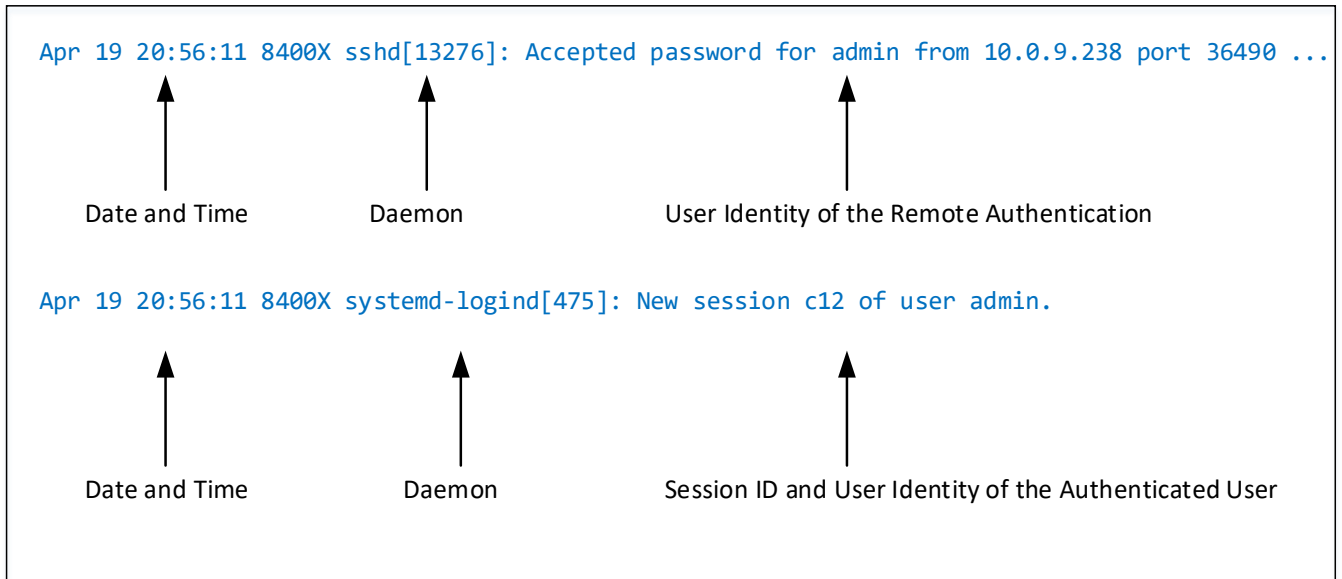 Apr 19 20:56:11 8400X sshd[13276]: Accepted password for admin from 10.0.9.238 port 36490 ...
Date and Time Daemon User Identity of the Remote Authentication
Apr 19 20:56:11 8400X systemd-logind[475]: New session c12 of user admin.
Date and Time Daemon Session ID and User Identity of the Authenticated User